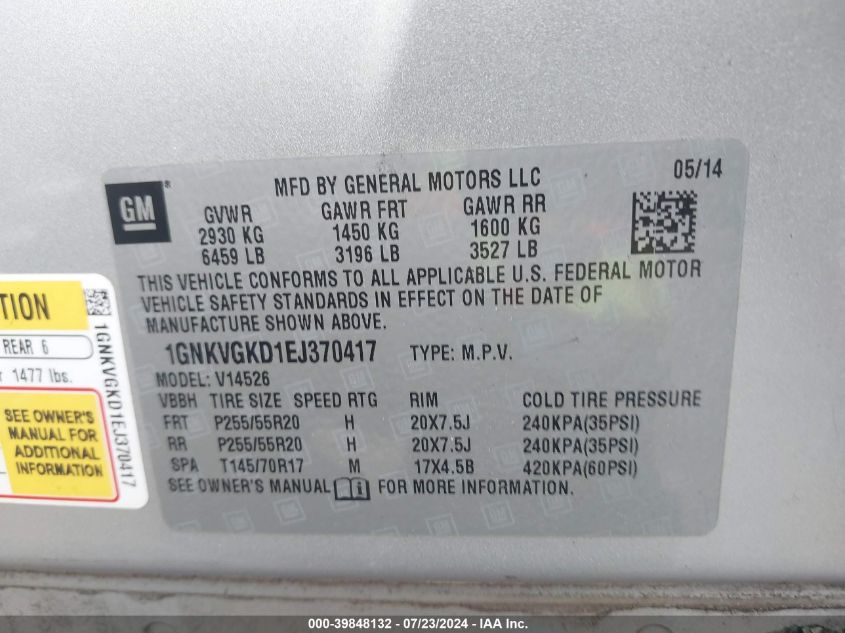 GM
®
MFD BY GENERAL MOTORS LLC
05/14
GVWR GAWR FRT GAWR RR
2930 KG 1450 KG 1600 KG
6459 LB 3196 LB 3527 LB
THIS VEHICLE CONFORMS TO ALL APPLICABLE U.S. FEDERAL MOTOR
VEHICLE SAFETY STANDARDS IN EFFECT ON THE DATE OF
MANUFACTURE SHOWN ABOVE.
1GNKVGKD1EJ370417 TYPE: M.P.V.
MODEL: V14526
VBBH TIRE SIZE SPEED RTG RIM COLD TIRE PRESSURE
FRT P255/55R20 H 20X7.5J 240KPA(35PSI)
RR P255/55R20 H 20X7.5J 240KPA(35PSI)
SPA T145/70R17 M 17X4.5B 420KPA(60PSI)
SEE OWNER'S MANUAL FOR MORE INFORMATION.
REAR 6
1477 lbs.
SEE OWNER'S
MANUAL FOR
ADDITIONAL
INFORMATION
1GNKVGKD1EJ370417
000-39848132 - 07/23/2024 - IAA Inc.